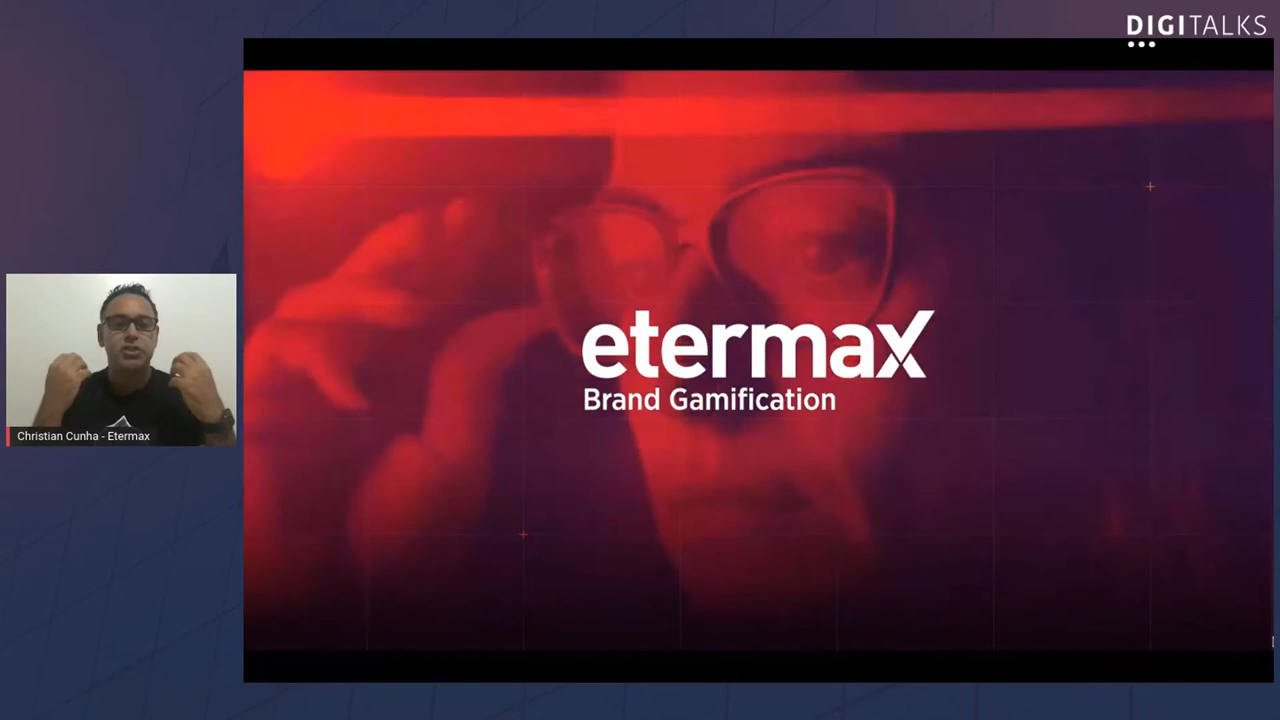 DIGITALKS
etermax
Brand Gamification
Christian Cunha - Etermax